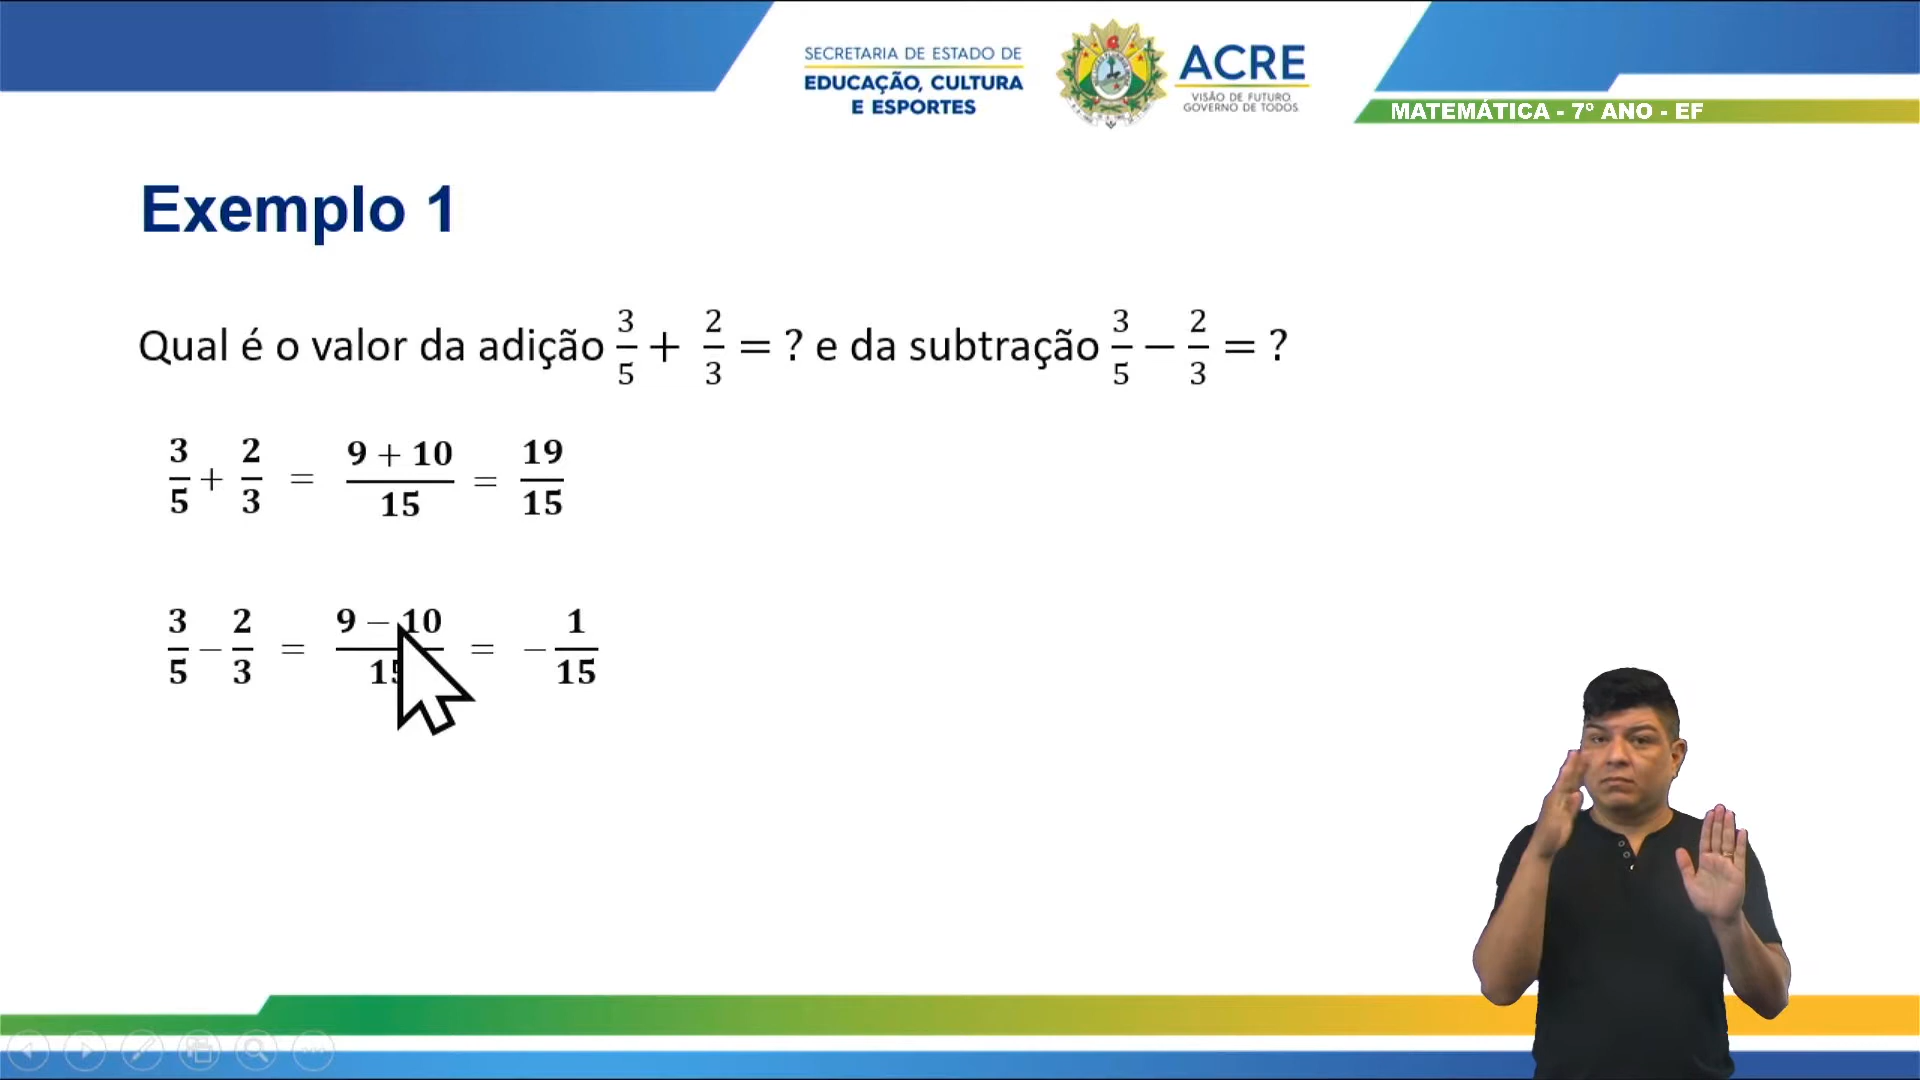 SECRETARIA DE ESTADO DE
EDUCAÇÃO, CULTURA
E ESPORTES
ACRE
VISÃO DE FUTURO
GOVERNO DE TODOS
MATEMÁTICA - 7º ANO - EF
Exemplo 1
Qual é o valor da adição 3/5 + 2/3 = ? e da subtração 3/5 − 2/3 = ?
3/5 + 2/3 = (9 + 10)/15 = 19/15
3/5 − 2/3 = (9 − 10)/15 = − 1/15